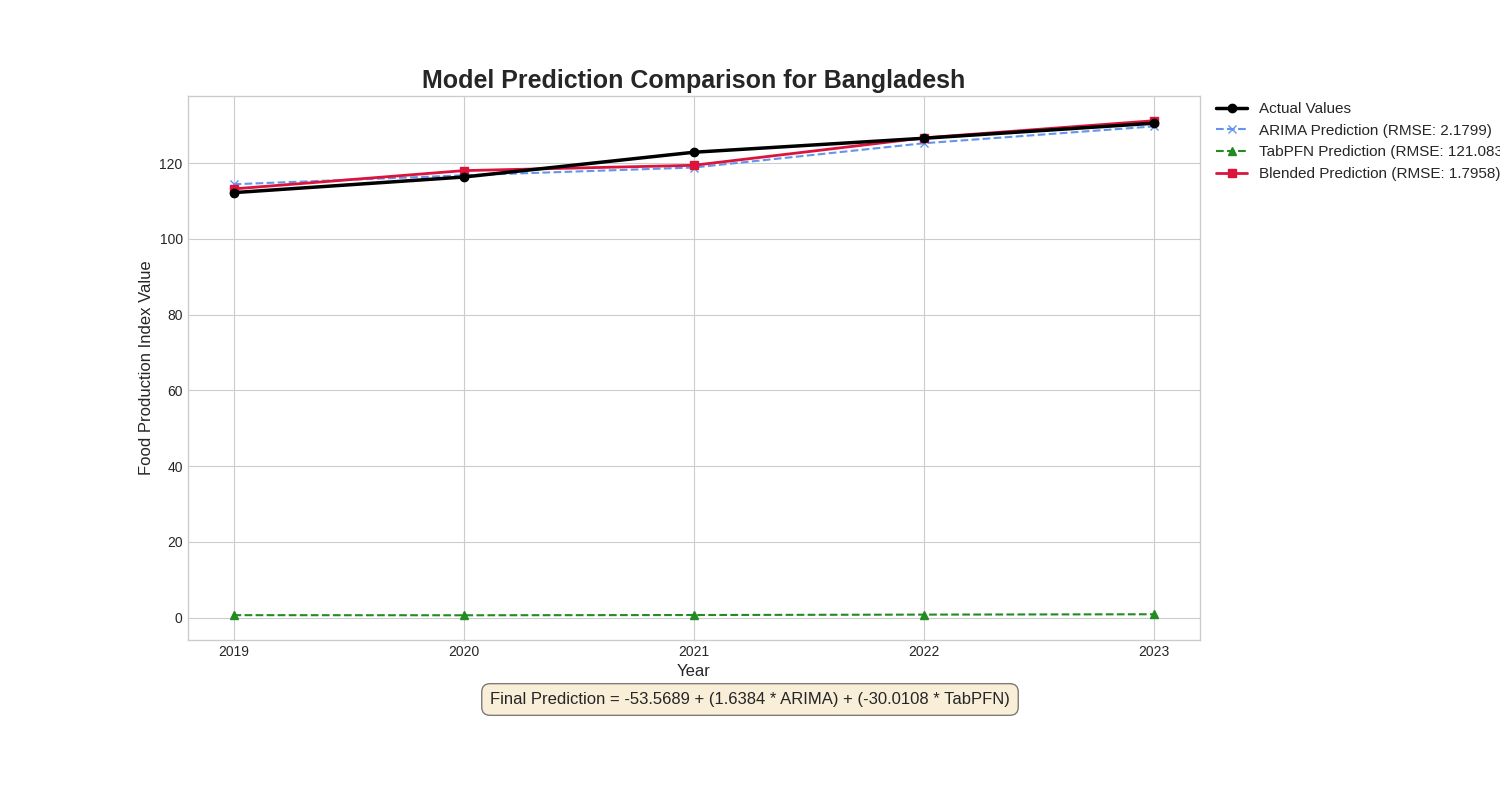 Model Prediction Comparison for Bangladesh
Actual Values
ARIMA Prediction (RMSE: 2.1799)
TabPFN Prediction (RMSE: 121.083
Blended Prediction (RMSE: 1.7958)
Food Production Index Value
120
100
80
60
40
20
0
2019 2020 2021 2022 2023
Year
Final Prediction = -53.5689 + (1.6384 * ARIMA) + (-30.0108 * TabPFN)